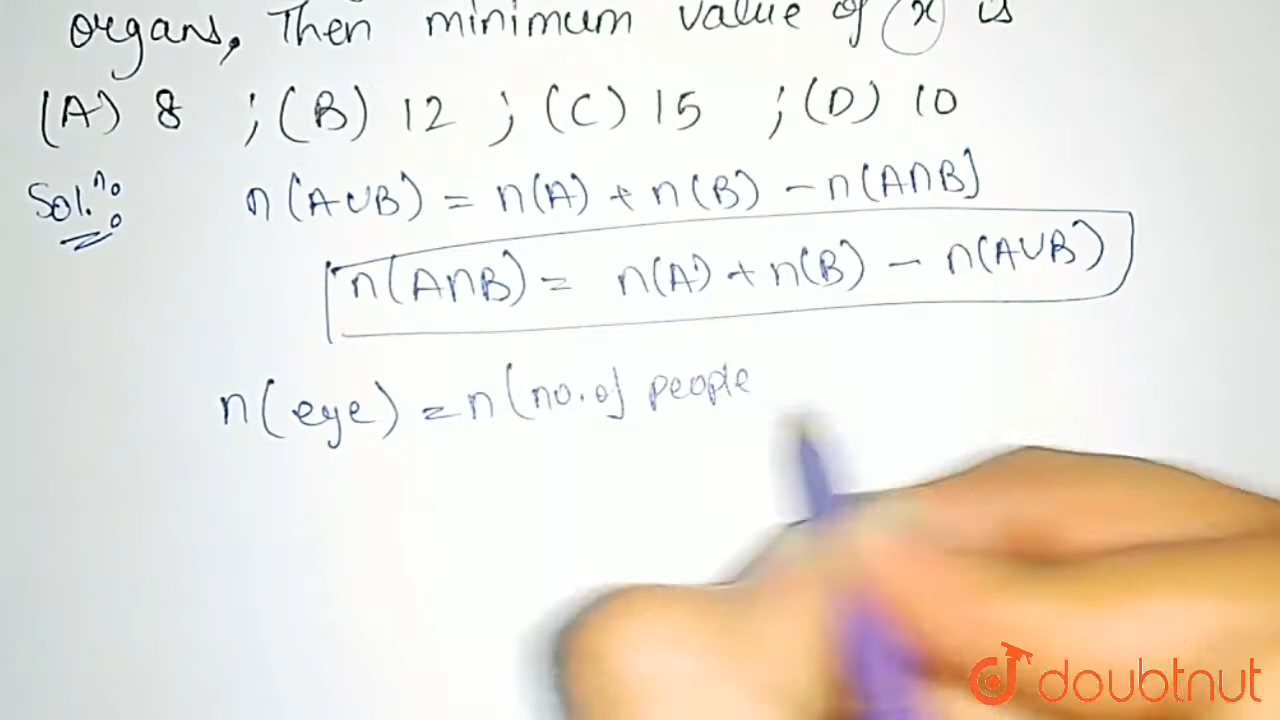 organs, Then minimum value of x is
(A) 8 ; (B) 12 ; (C) 15 ; (D) 10
Sol.ⁿ: n(A∪B) = n(A) + n(B) - n(A∩B)
n(A∩B) = n(A) + n(B) - n(A∪B)
n(eye) = n(no. of people
doubtnut